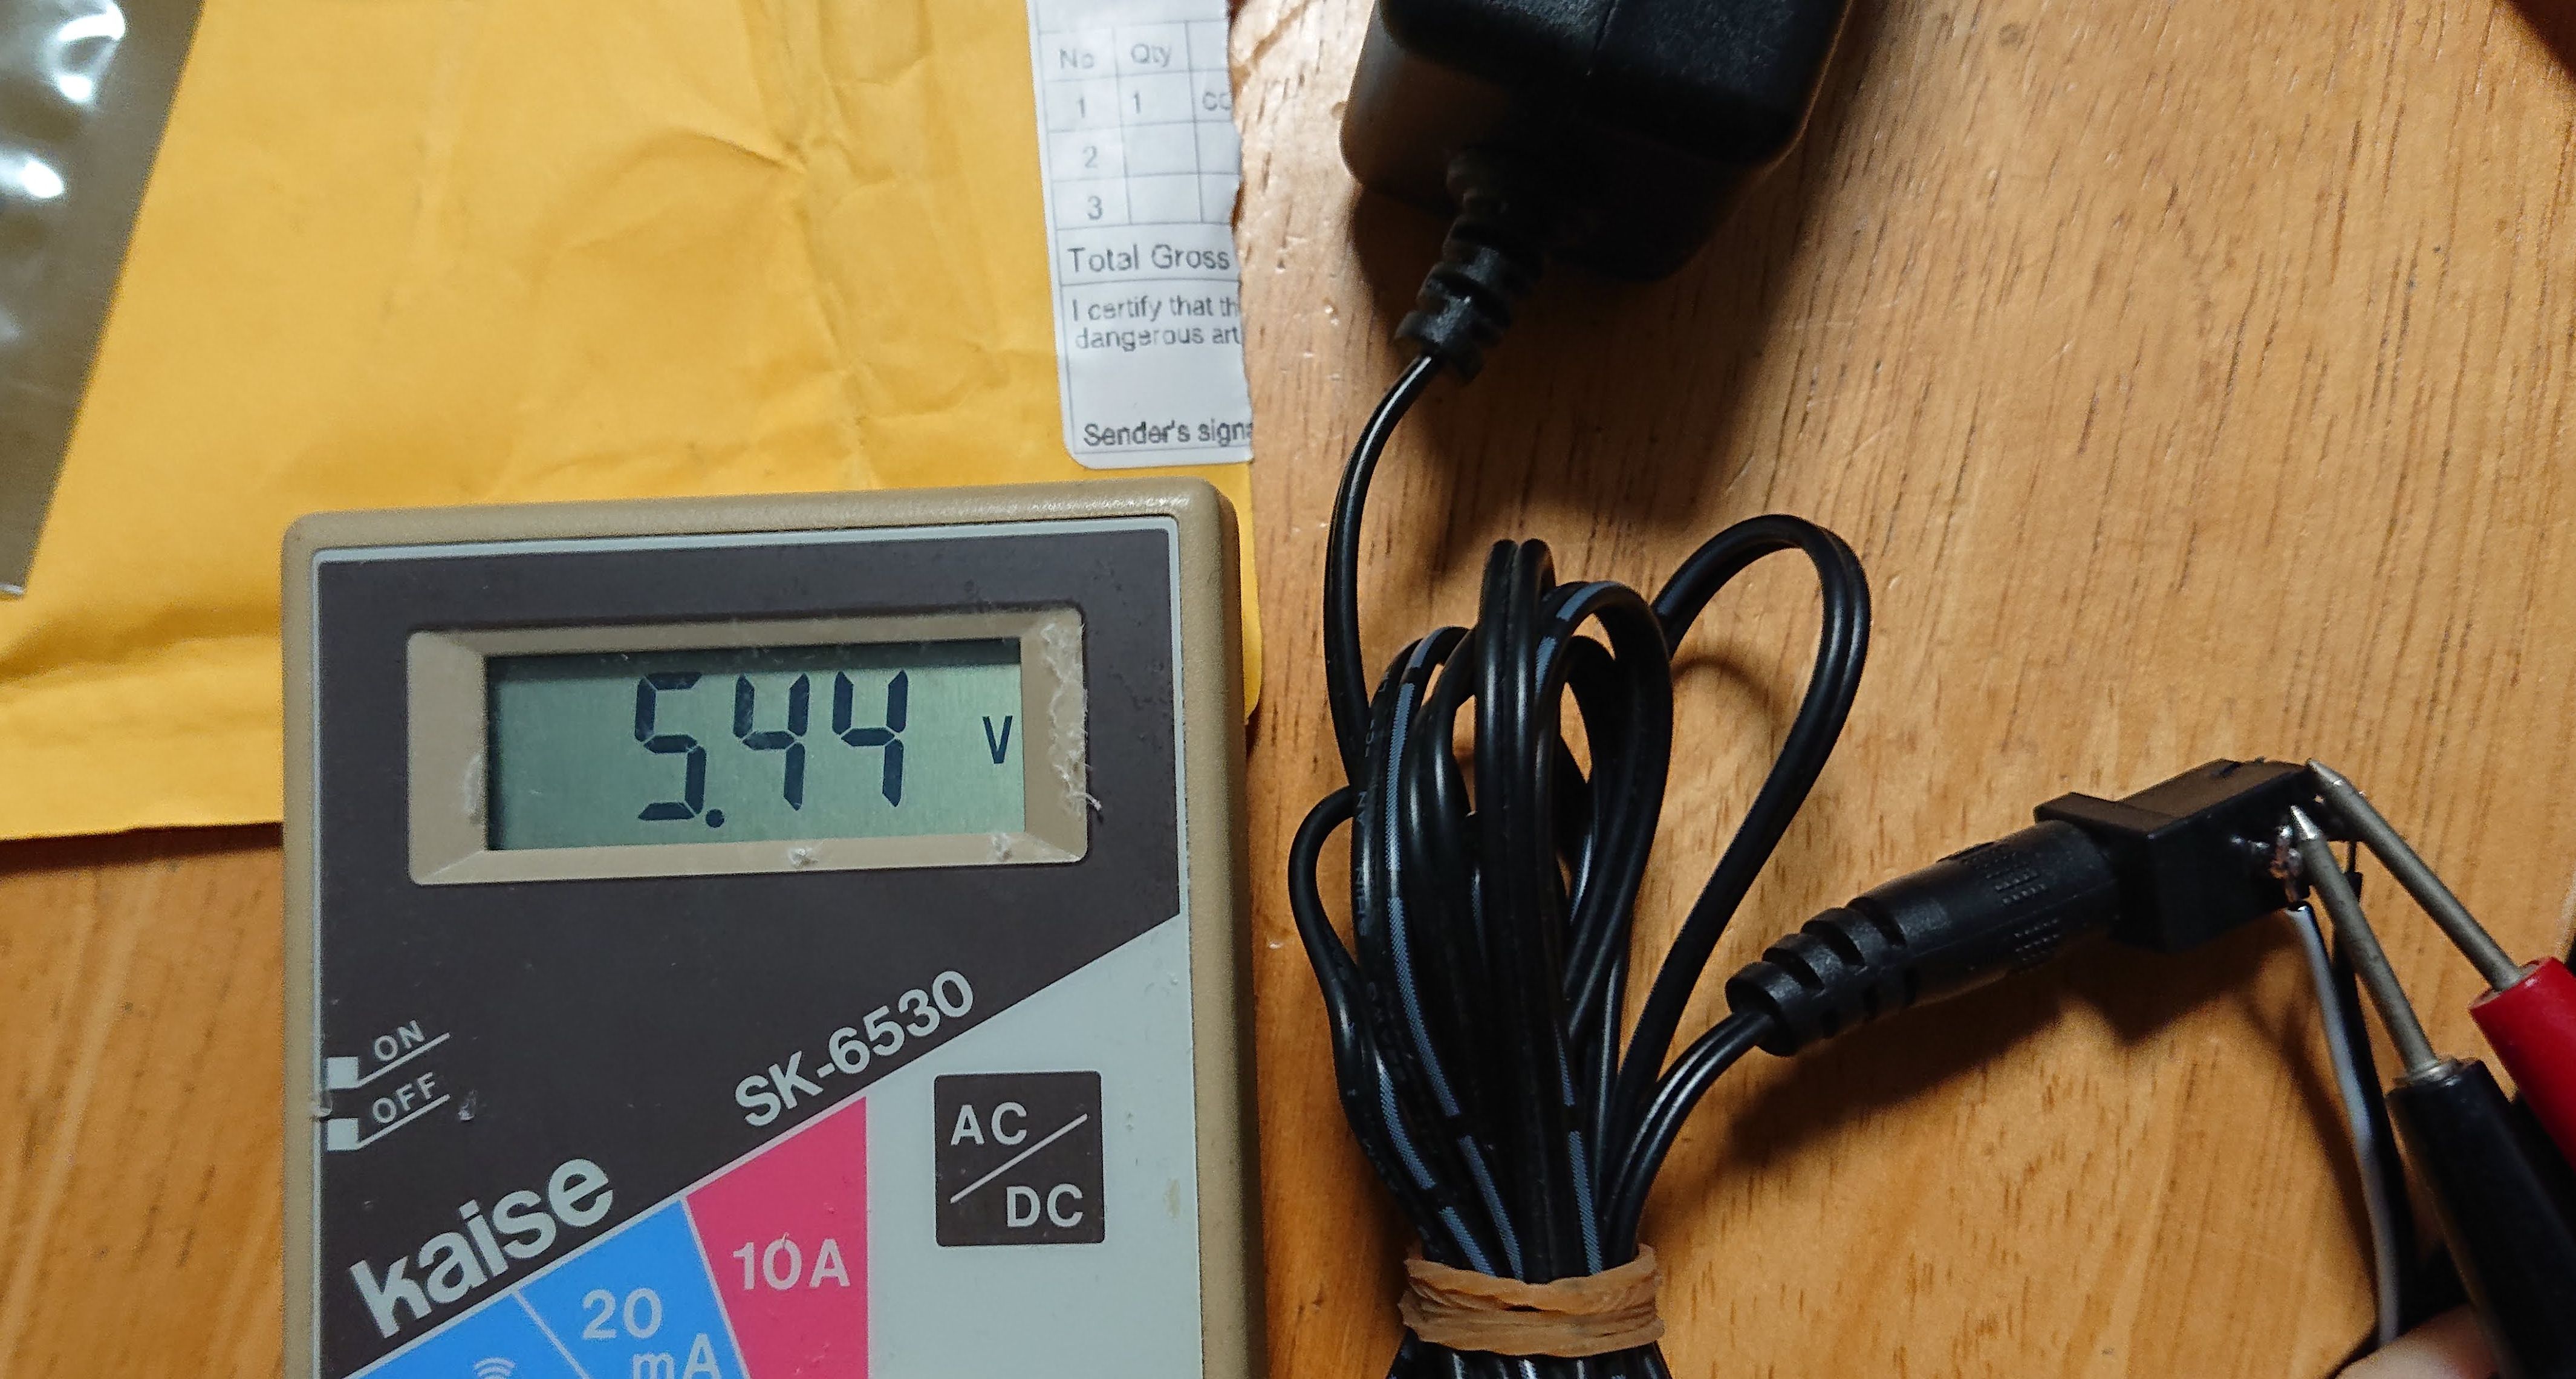 No Qty
1 1 CO
2
3
Total Gross
I certify that th
dangerous art
Sender's signa
5.44 V
ON
OFF
SK-6530
kaise
AC
DC
10A
20
mA